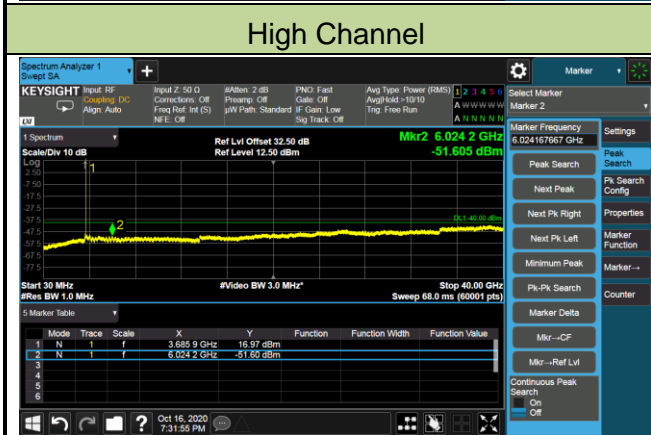 High Channel
Spectrum Analyzer 1
Swept SA
+
Marker
KEYSIGHT
Input: RF
Coupling: DC
Align: Auto
Input Z: 50 Ω
Corrections: Off
Freq Ref: Int (S)
NFE: Off
#Atten: 2 dB
Preamp: Off
µW Path: Standard
PNO: Fast
Gate: Off
IF Gain: Low
Sig Track: Off
Avg Type: Power (RMS)
Avg|Hold:>10/10
Trig: Free Run
1 2 3 4 5 6
A W W W W W
A N N N N N
LXI
Select Marker
Marker 2
1 Spectrum
Scale/Div 10 dB
Ref Lvl Offset 32.50 dB
Ref Level 12.50 dBm
Mkr2 6.024 2 GHz
-51.605 dBm
Log
2.50
-7.50
-17.5
-27.5
-37.5
-47.5
-57.5
-67.5
-77.5
1
2
DL1 -40.00 dBm
Start 30 MHz
#Res BW 1.0 MHz
#Video BW 3.0 MHz*
Stop 40.00 GHz
Sweep 68.0 ms (60001 pts)
5 Marker Table
Mode Trace Scale X Y Function Function Width Function Value
1 N 1 f 3.685 9 GHz 16.97 dBm
2 N 1 f 6.024 2 GHz -51.60 dBm
3
4
5
6
Marker Frequency
6.024167667 GHz
Peak Search
Next Peak
Next Pk Right
Next Pk Left
Minimum Peak
Pk-Pk Search
Marker Delta
Mkr→CF
Mkr→Ref Lvl
Continuous Peak Search
On
Off
Settings
Peak Search
Pk Search Config
Properties
Marker Function
Marker→
Counter
?
Oct 16, 2020
7:31:55 PM